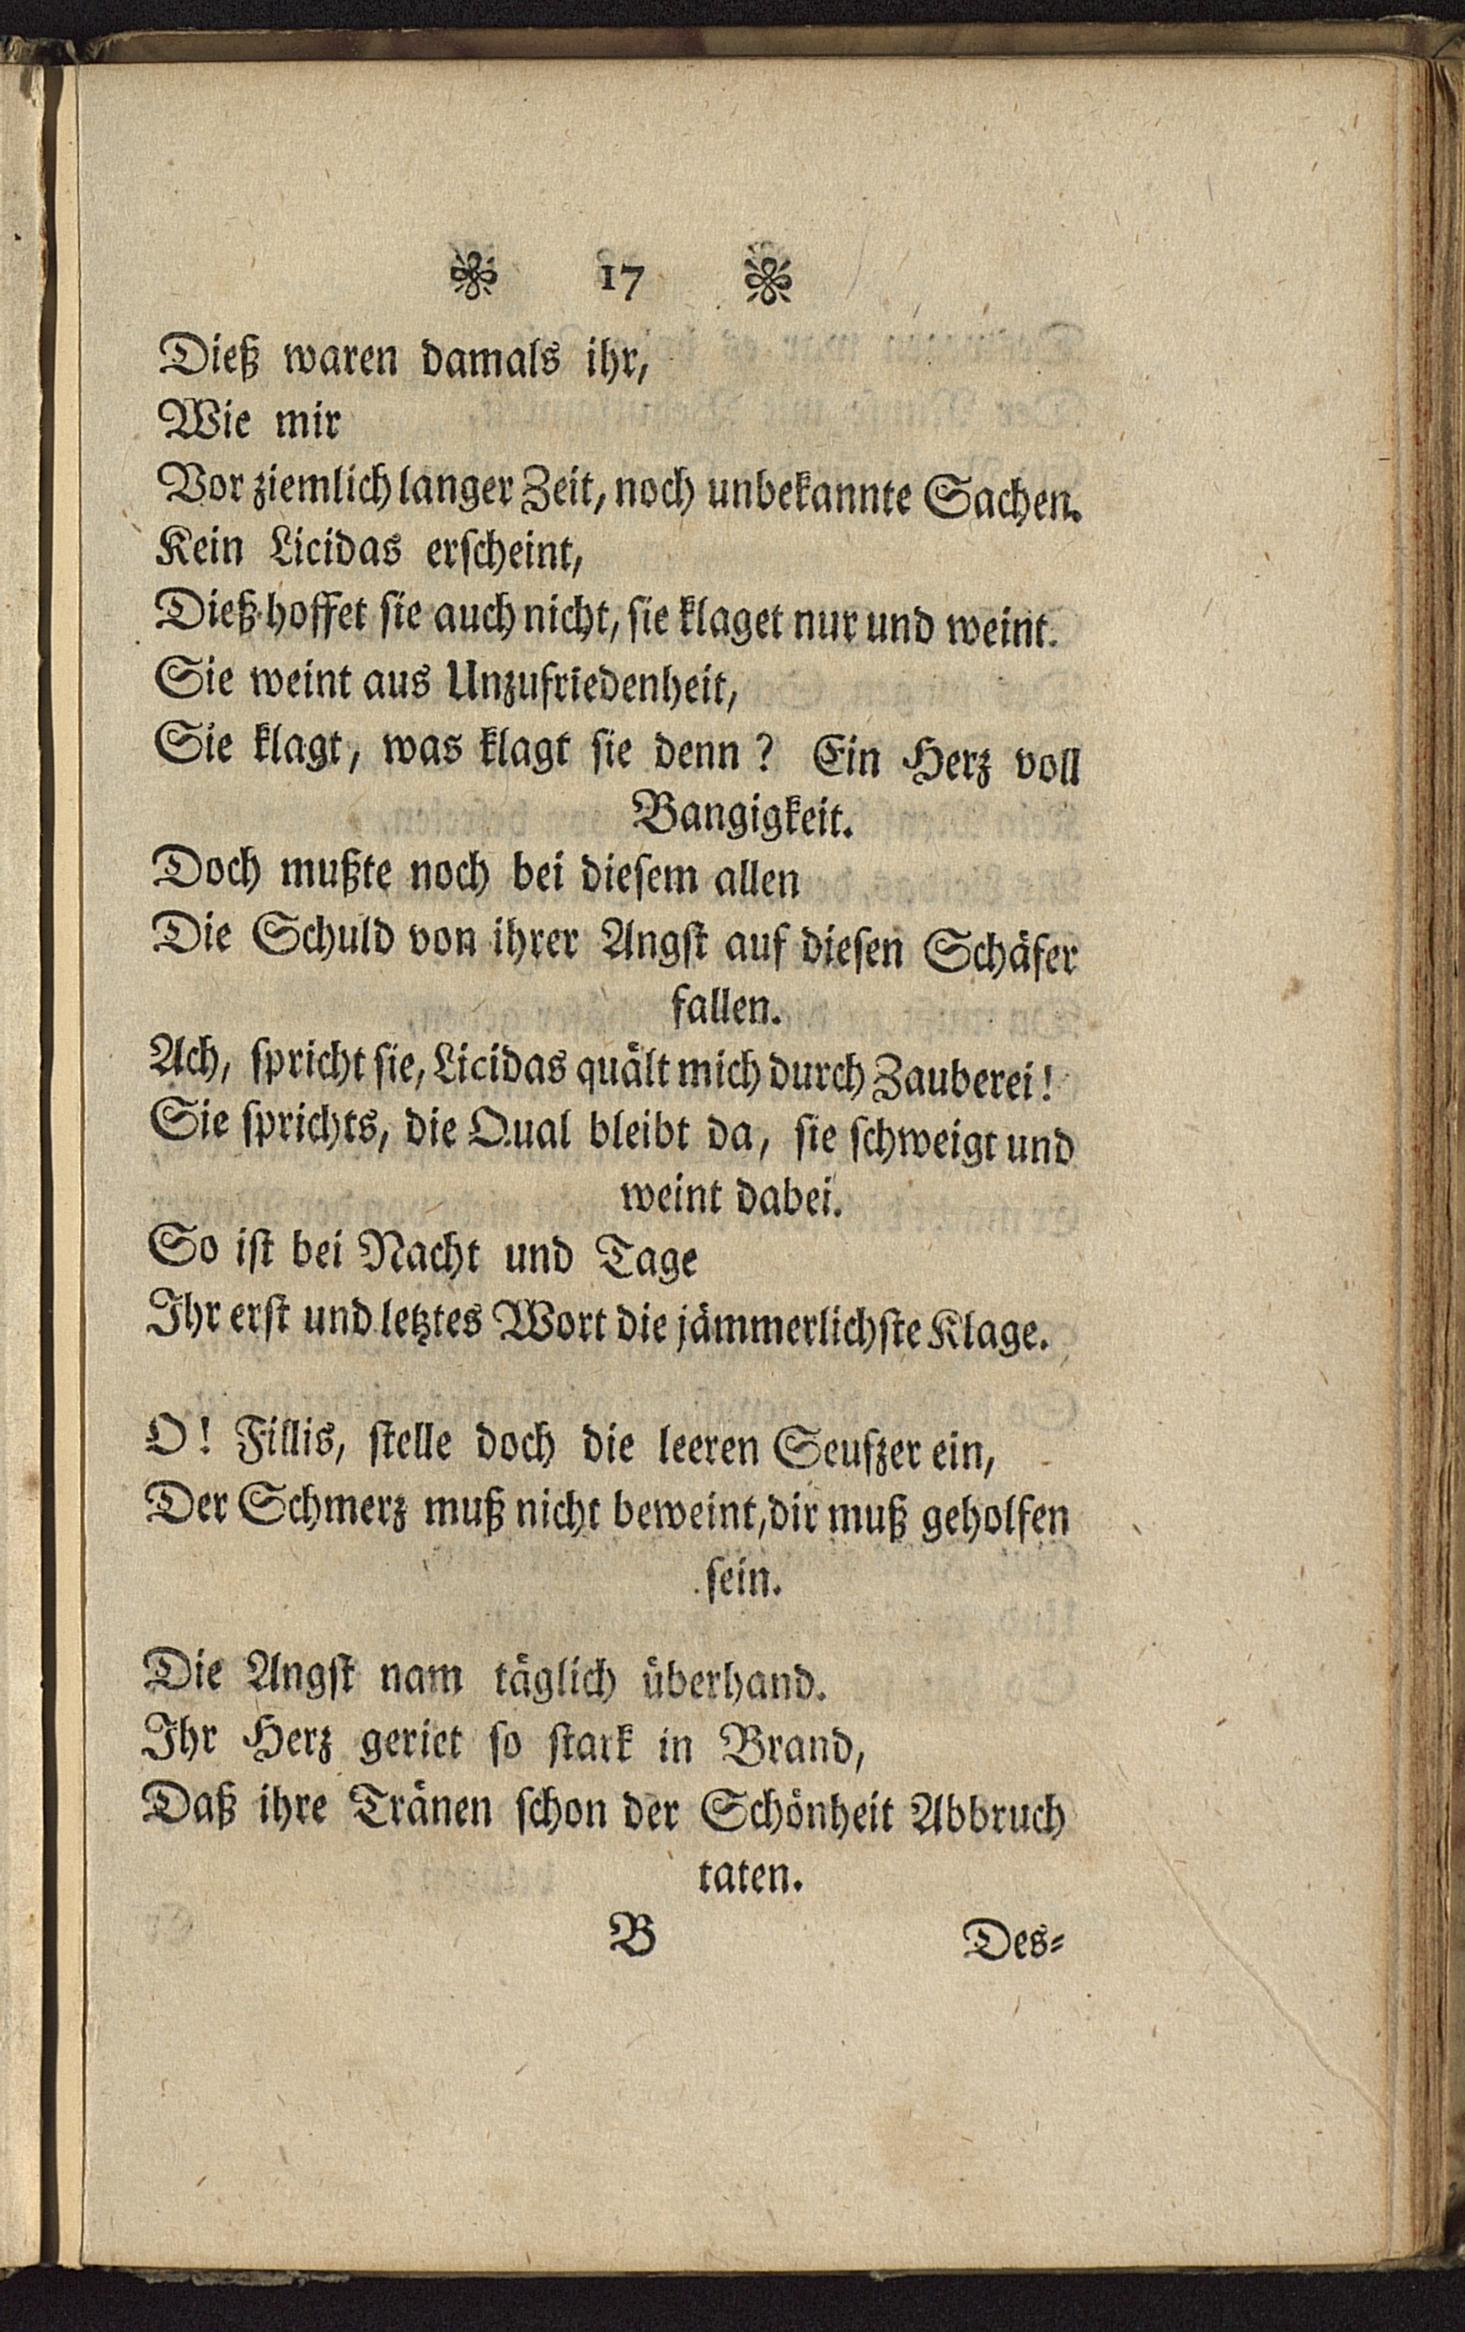 17
Dieß waren damals ihr,
Wie mir
Vor ziemlich langer Zeit, noch unbekannte Sachen.
Kein Licidas erscheint,
Dieß hoffet sie auch nicht, sie klaget nur und weint.
Sie weint aus Unzufriedenheit,
Sie klagt, was klagt sie denn? Ein Herz voll
Bangigkeit.
Doch mußte noch bei diesem allen
Die Schuld von ihrer Angst auf diesen Schäfer
fallen.
Ach, spricht sie, Licidas quält mich durch Zauberei!
Sie sprichts, die Qual bleibt da, sie schweigt und
weint dabei.
So ist bei Nacht und Tage
Ihr erst und letztes Wort die jämmerlichste Klage.
O! Fillis, stelle doch die leeren Seufzer ein,
Der Schmerz muß nicht beweint, dir muß geholfen
sein.
Die Angst nam täglich überhand.
Ihr Herz geriet so stark in Brand,
Daß ihre Tränen schon der Schönheit Abbruch
taten.
B Des-